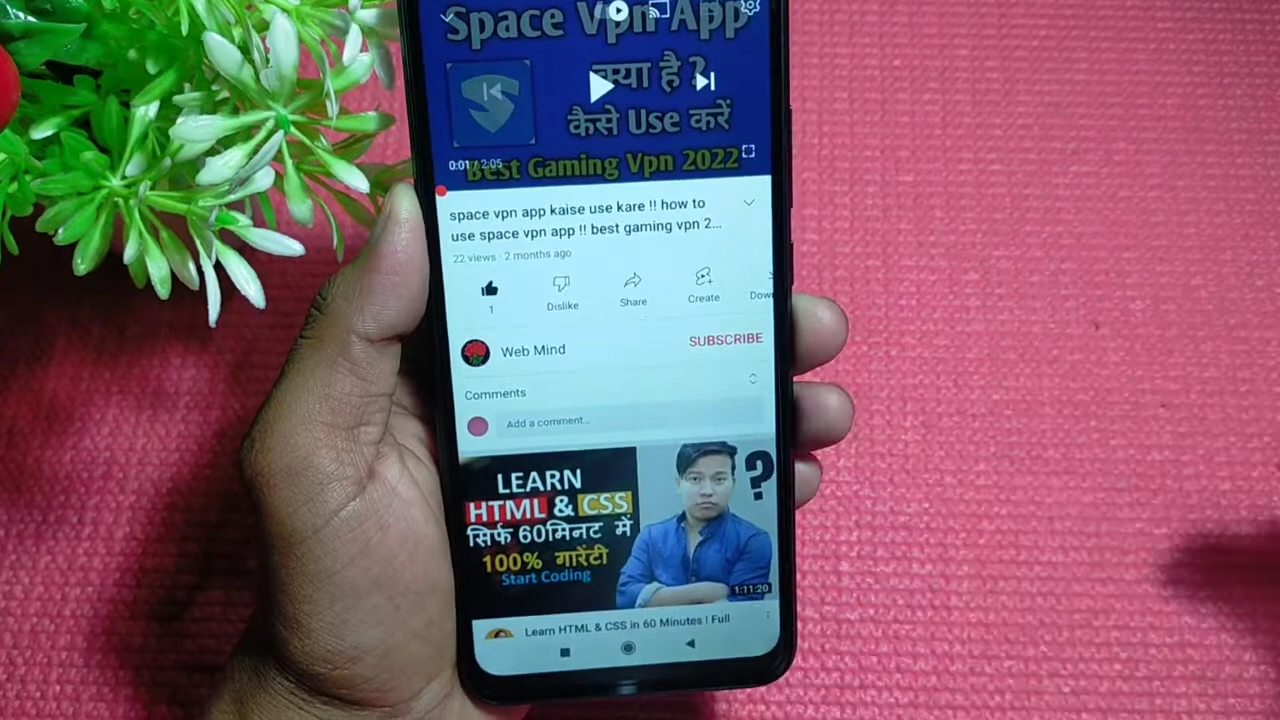 Space Vpn App
क्या है ?
कैसे Use करें
0:01 / 2:05
Best Gaming Vpn 2022
space vpn app kaise use kare !! how to
use space vpn app !! best gaming vpn 2...
22 views · 2 months ago
1
Dislike
Share
Create
Dow
Web Mind
SUBSCRIBE
Comments
Add a comment...
LEARN
HTML & CSS
सिर्फ 60मिनट में
100% गारेंटी
Start Coding
?
1:11:20
Learn HTML & CSS in 60 Minutes | Full